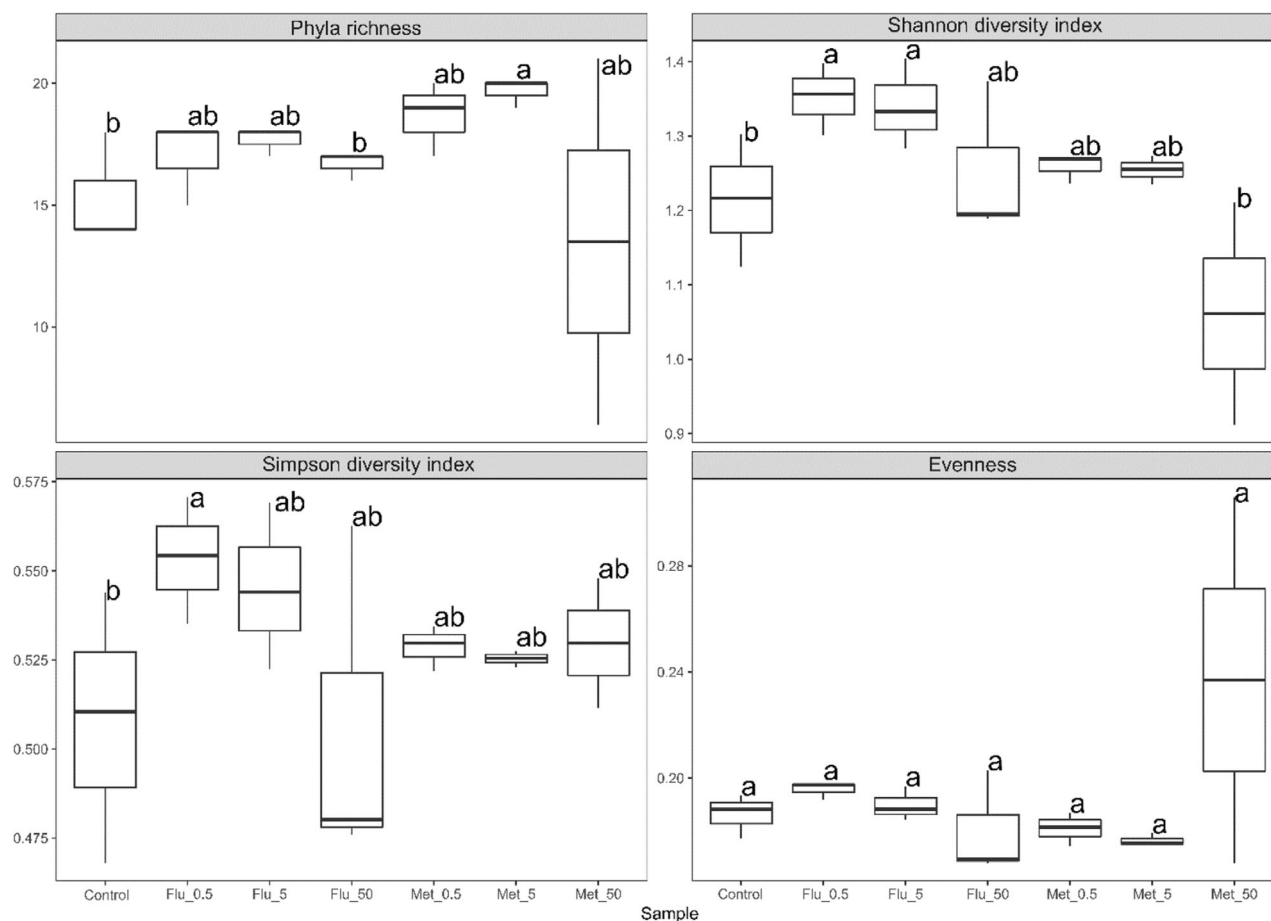 Phyla richness
20
15
10
b ab ab b ab a ab
Shannon diversity index
1.4
1.3
1.2
1.1
1.0
0.9
b a a ab ab ab b
Simpson diversity index
0.575
0.550
0.525
0.500
0.475
b a ab ab ab ab ab
Control Flu_0.5 Flu_5 Flu_50 Met_0.5 Met_5 Met_50
Evenness
0.28
0.24
0.20
a a a a a a a
Control Flu_0.5 Flu_5 Flu_50 Met_0.5 Met_5 Met_50
Sample